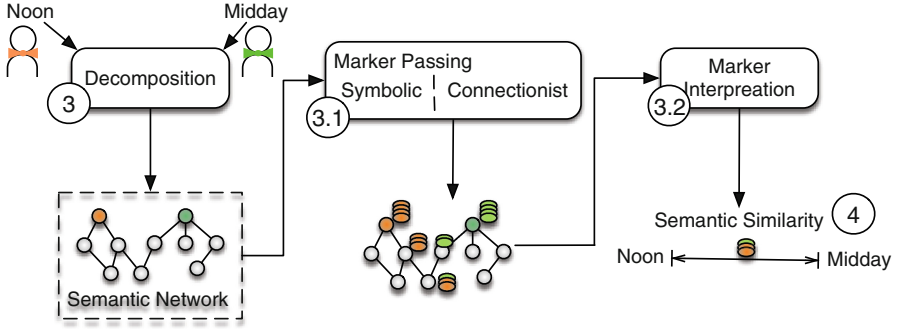 Noon
Midday
Decomposition
3
Marker Passing
Symbolic
Connectionist
3.1
Marker
Interpreation
3.2
Semantic Network
Semantic Similarity
4
Noon
Midday